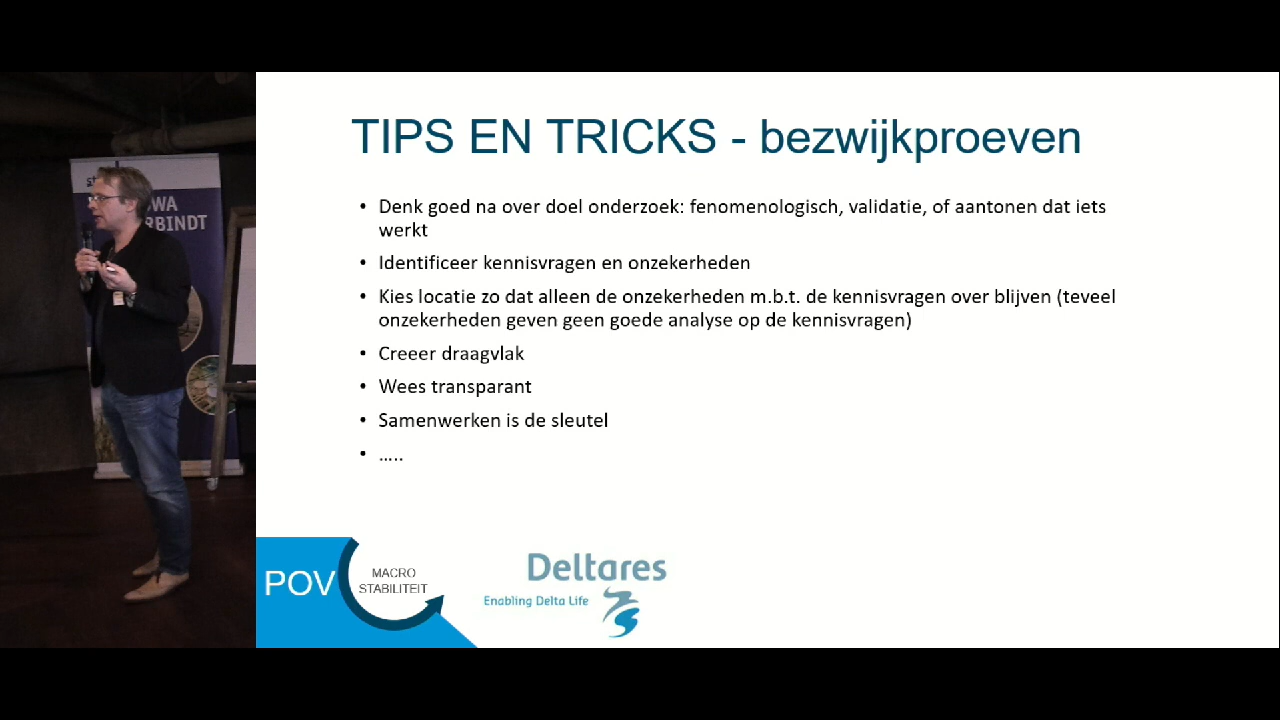 TIPS EN TRICKS - bezwijkproeven
• Denk goed na over doel onderzoek: fenomenologisch, validatie, of aantonen dat iets
werkt
• Identificeer kennisvragen en onzekerheden
• Kies locatie zo dat alleen de onzekerheden m.b.t. de kennisvragen over blijven (teveel
onzekerheden geven geen goede analyse op de kennisvragen)
• Creeer draagvlak
• Wees transparant
• Samenwerken is de sleutel
• .....
POV
MACRO
STABILITEIT
Deltares
Enabling Delta Life